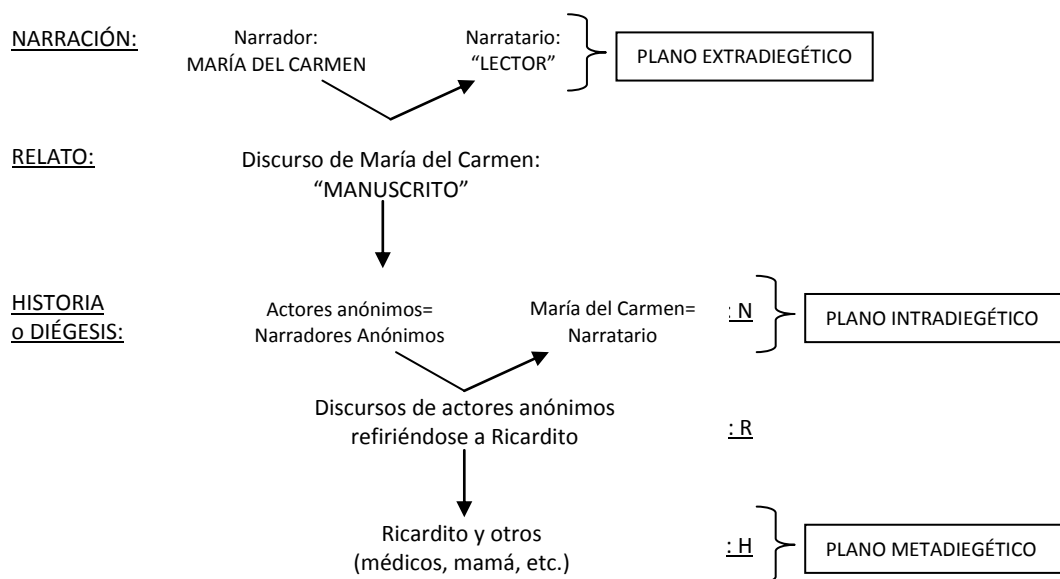 NARRACIÓN:
Narrador:
MARÍA DEL CARMEN
Narratario:
“LECTOR”
PLANO EXTRADIEGÉTICO
RELATO:
Discurso de María del Carmen:
“MANUSCRITO”
HISTORIA
o DIÉGESIS:
Actores anónimos=
Narradores Anónimos
María del Carmen=
Narratario
: N
PLANO INTRADIEGÉTICO
Discursos de actores anónimos
refiriéndose a Ricardito
: R
Ricardito y otros
(médicos, mamá, etc.)
: H
PLANO METADIEGÉTICO